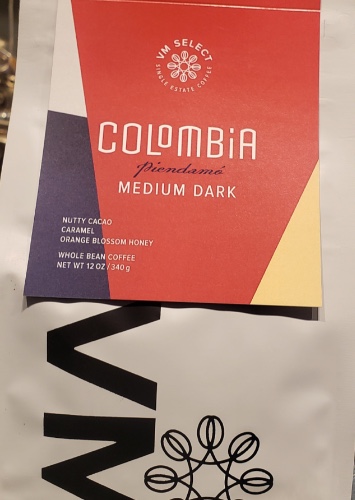 VM SELECT
SINGLE ESTATE COFFEE
COLOMBIA
Piendamó
MEDIUM DARK
NUTTY CACAO
CARAMEL
ORANGE BLOSSOM HONEY
WHOLE BEAN COFFEE
NET WT 12 OZ / 340 g
VM